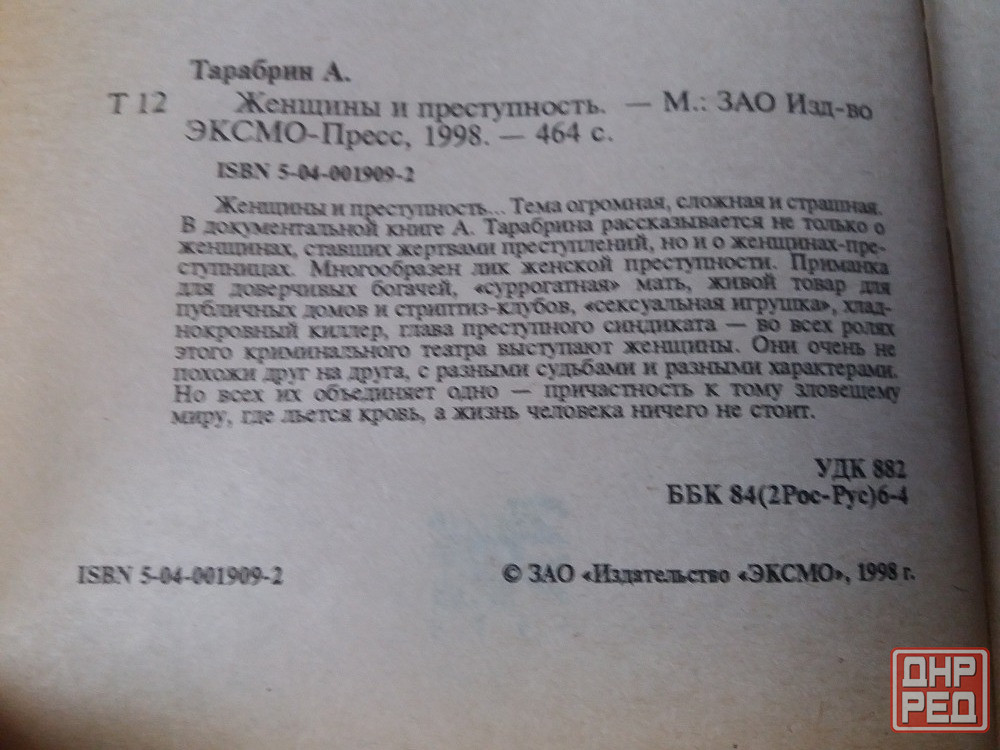 Тарабрин А.
Т 12 Женщины и преступность. — М.: ЗАО Изд-во
ЭКСМО-Пресс, 1998. — 464 с.
ISBN 5-04-001909-2
Женщины и преступность... Тема огромная, сложная и страшная.
В документальной книге А. Тарабрина рассказывается не только о
женщинах, ставших жертвами преступлений, но и о женщинах-пре-
ступницах. Многообразен лик женской преступности. Приманка
для доверчивых богачей, «суррогатная» мать, живой товар для
публичных домов и стриптиз-клубов, «сексуальная игрушка», хлад-
нокровный киллер, глава преступного синдиката — во всех ролях
этого криминального театра выступают женщины. Они очень не
похожи друг на друга, с разными судьбами и разными характерами.
Но всех их объединяет одно — причастность к тому зловещему
миру, где льется кровь, а жизнь человека ничего не стоит.
УДК 882
ББК 84(2Рос-Рус)6-4
ISBN 5-04-001909-2
© ЗАО «Издательство «ЭКСМО», 1998 г.
ДНР
РЕД